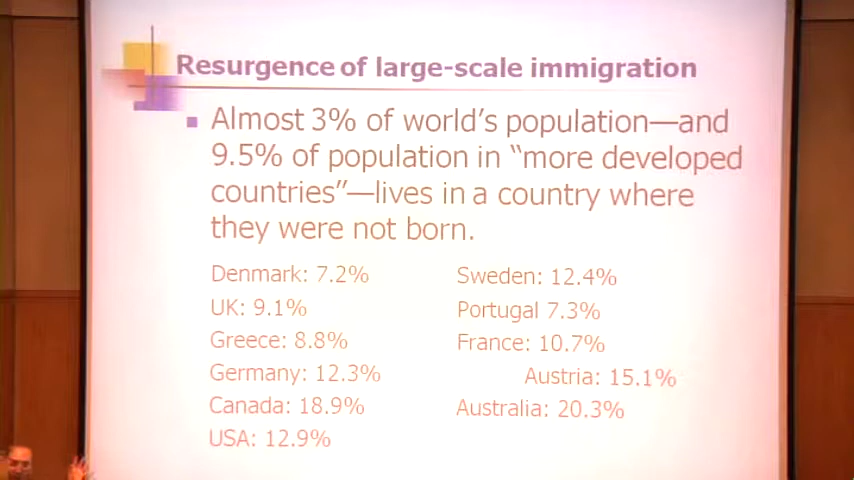 Resurgence of large-scale immigration
Almost 3% of world's population—and
9.5% of population in “more developed
countries”—lives in a country where
they were not born.
Denmark: 7.2% Sweden: 12.4%
UK: 9.1% Portugal 7.3%
Greece: 8.8% France: 10.7%
Germany: 12.3% Austria: 15.1%
Canada: 18.9% Australia: 20.3%
USA: 12.9%